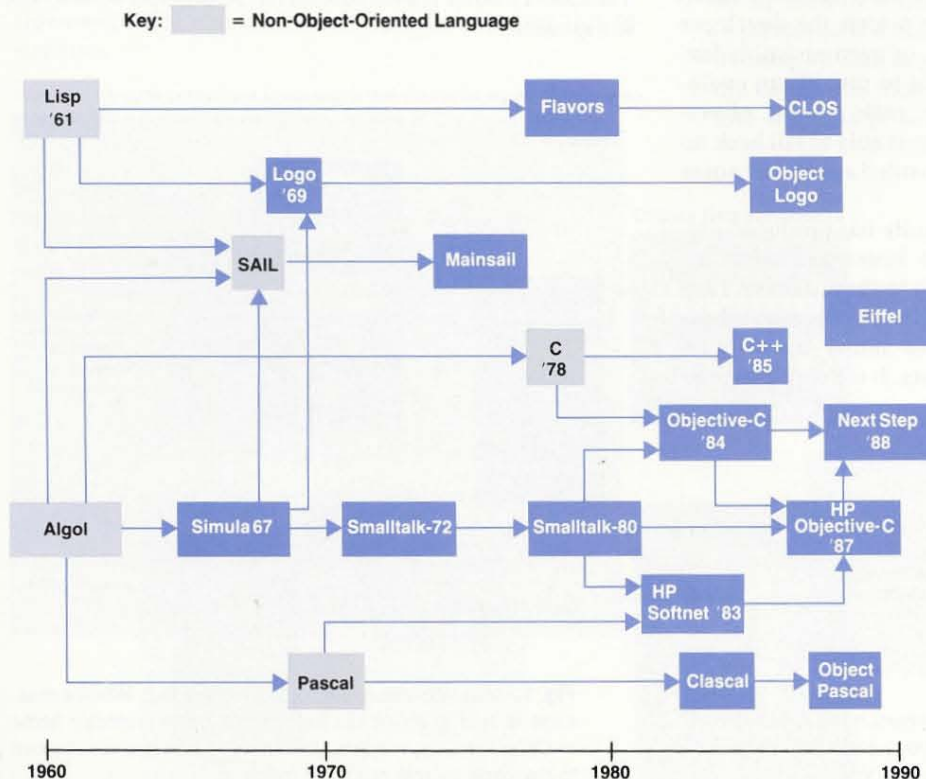 Key: = Non-Object-Oriented Language
Lisp
'61
Flavors
CLOS
Logo
'69
Object
Logo
SAIL
Mainsail
Eiffel
C
'78
C++
'85
Objective-C
'84
Next Step
'88
Algol
Simula 67
Smalltalk-72
Smalltalk-80
HP
Objective-C
'87
HP
Softnet '83
Pascal
Clascal
Object
Pascal
1960
1970
1980
1990